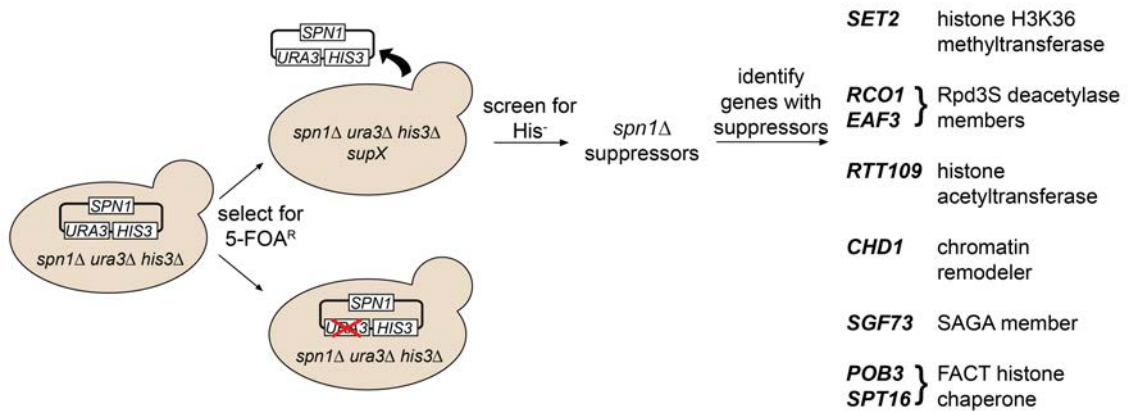 SPN1
URA3 HIS3
spn1Δ ura3Δ his3Δ
select for
5-FOAᴿ
SPN1
URA3 HIS3
spn1Δ ura3Δ his3Δ
supX
SPN1
URA3 HIS3
spn1Δ ura3Δ his3Δ
screen for
His⁻
spn1Δ
suppressors
identify
genes with
suppressors
SET2 histone H3K36
methyltransferase
RCO1 } Rpd3S deacetylase
EAF3 members
RTT109 histone
acetyltransferase
CHD1 chromatin
remodeler
SGF73 SAGA member
POB3 } FACT histone
SPT16 chaperone